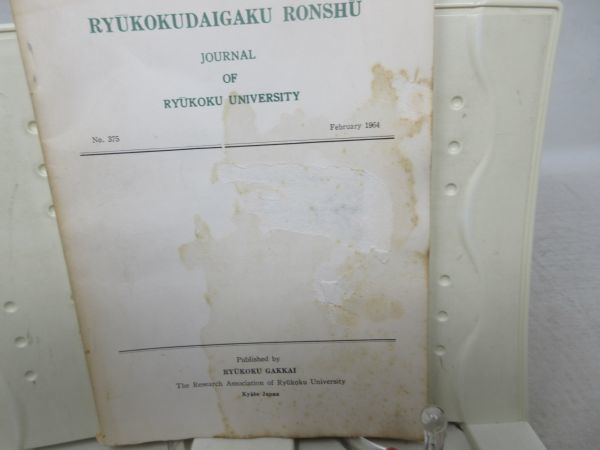 RYŪKOKUDAIGAKU RONSHŪ
JOURNAL
OF
RYŪKOKU UNIVERSITY
No. 375 February 1964
Published by
RYŪKOKU GAKKAI
The Research Association of Ryūkoku University
Kyōto Japan